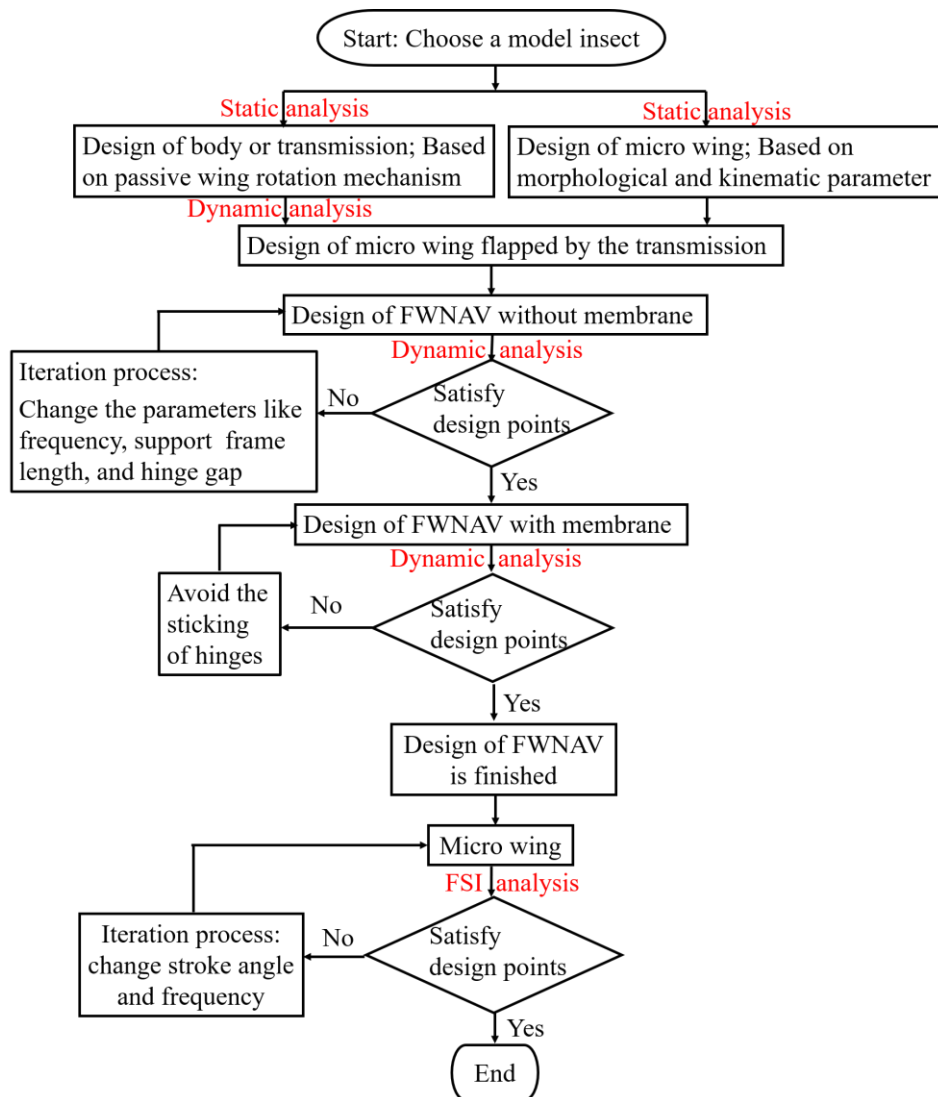 Start: Choose a model insect
Static analysis
Static analysis
Design of body or transmission; Based
on passive wing rotation mechanism
Design of micro wing; Based on
morphological and kinematic parameter
Dynamic analysis
Design of micro wing flapped by the transmission
Design of FWNAV without membrane
Dynamic analysis
Iteration process:
Change the parameters like
frequency, support frame
length, and hinge gap
No
Satisfy
design points
Yes
Design of FWNAV with membrane
Dynamic analysis
Avoid the
sticking
of hinges
No
Satisfy
design points
Yes
Design of FWNAV
is finished
Micro wing
FSI analysis
Iteration process:
change stroke angle
and frequency
No
Satisfy
design points
Yes
End